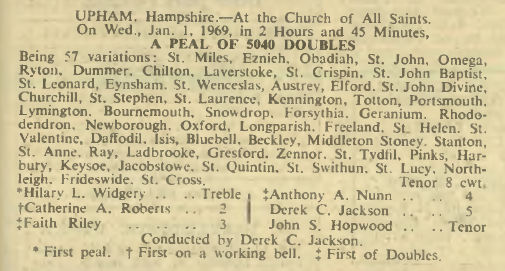 UPHAM, Hampshire.—At the Church of All Saints.
On Wed., Jan. 1, 1969, in 2 Hours and 45 Minutes,
A PEAL OF 5040 DOUBLES
Being 57 variations: St. Miles, Eznieh, Obadiah, St. John, Omega,
Ryton, Dummer, Chilton, Laverstoke, St. Crispin, St. John Baptist,
St. Leonard, Eynsham, St. Wenceslas, Austrey, Elford, St. John Divine,
Churchill, St. Stephen, St. Laurence, Kennington, Totton, Portsmouth,
Lymington, Bournemouth, Snowdrop, Forsythia, Geranium, Rhodo-
dendron, Newborough, Oxford, Longparish, Freeland, St. Helen, St.
Valentine, Daffodil, Isis, Bluebell, Beckley, Middleton Stoney, Stanton,
St. Anne, Ray, Ladbrooke, Gresford, Zennor, St. Tydfil, Pinks, Har-
bury, Keysoe, Jacobstowe, St. Quintin, St. Swithun, St. Lucy, North-
leigh, Frideswide, St. Cross. Tenor 8 cwt.
*Hilary L. Widgery .. .. Treble ‡Anthony A. Nunn .. .. 4
†Catherine A. Roberts .. 2 Derek C. Jackson .. .. 5
‡Faith Riley .. .. .. 3 John S. Hopwood .. .. Tenor
Conducted by Derek C. Jackson.
* First peal. † First on a working bell. ‡ First of Doubles.